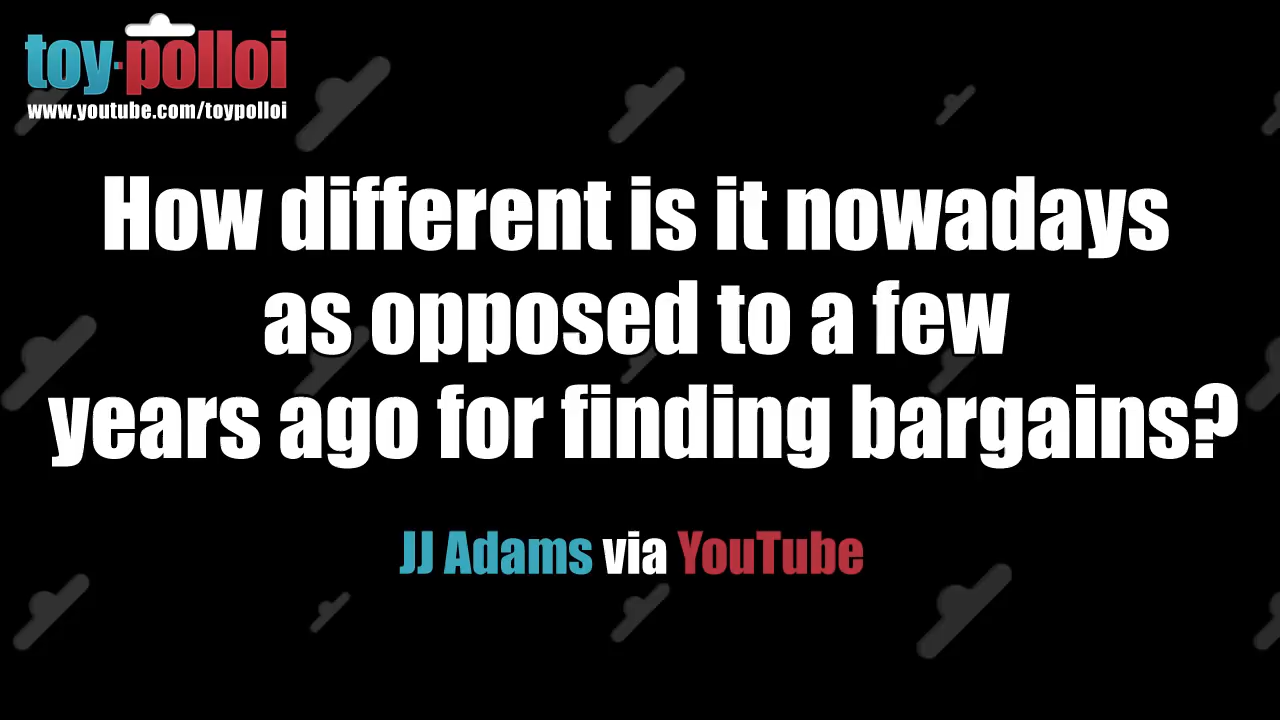 toy·polloi
www.youtube.com/toypolloi
How different is it nowadays
as opposed to a few
years ago for finding bargains?
JJ Adams via YouTube